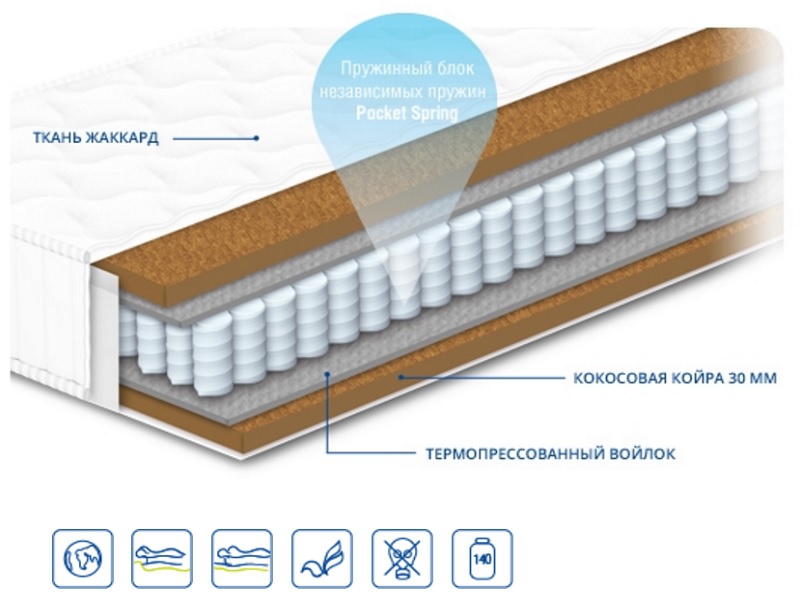 Пружинный блок
независимых пружин
Pocket Spring
ТКАНЬ ЖАККАРД
КОКОСОВАЯ КОЙРА 30 ММ
ТЕРМОПРЕССОВАННЫЙ ВОЙЛОК
140